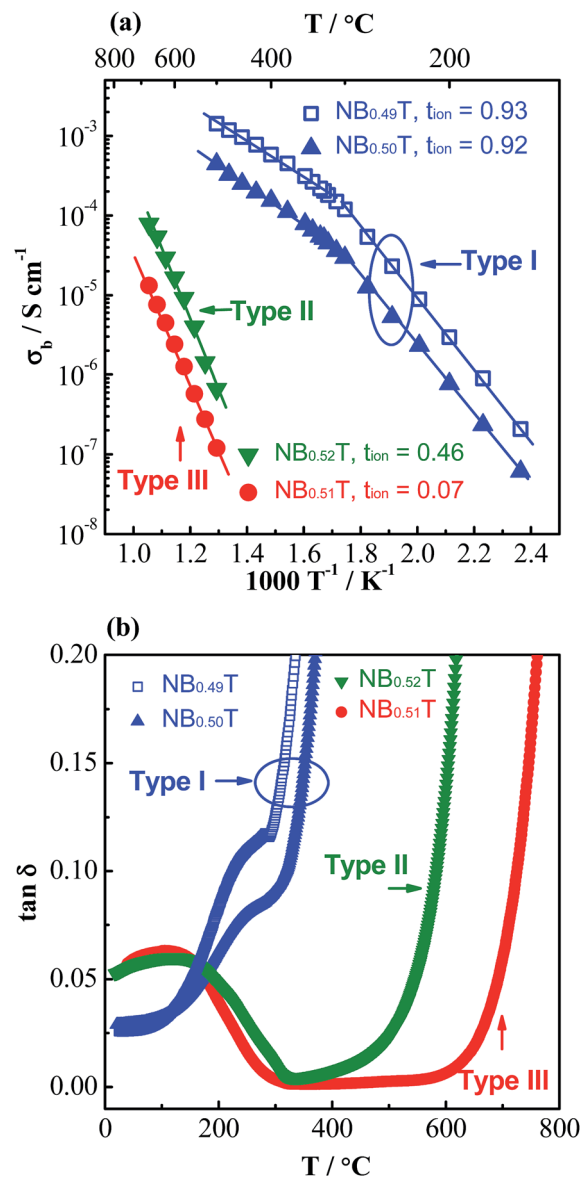 (a)
T / °C
800 600 400 200
NB0.49T, tion = 0.93
NB0.50T, tion = 0.92
10-3
10-4
10-5
10-6
10-7
10-8
σb / S cm-1
Type I
Type II
Type III
NB0.52T, tion = 0.46
NB0.51T, tion = 0.07
1.0 1.2 1.4 1.6 1.8 2.0 2.2 2.4
1000 T-1 / K-1
(b)
0.20
0.15
0.10
0.05
0.00
tan δ
NB0.49T
NB0.50T
NB0.52T
NB0.51T
Type I
Type II
Type III
0 200 400 600 800
T / °C